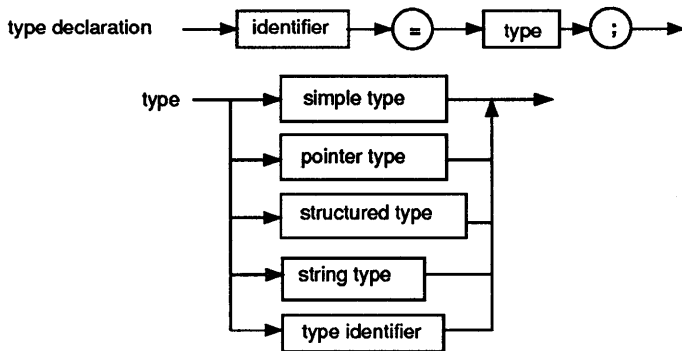 type declaration identifier = type ;
type simple type
pointer type
structured type
string type
type identifier